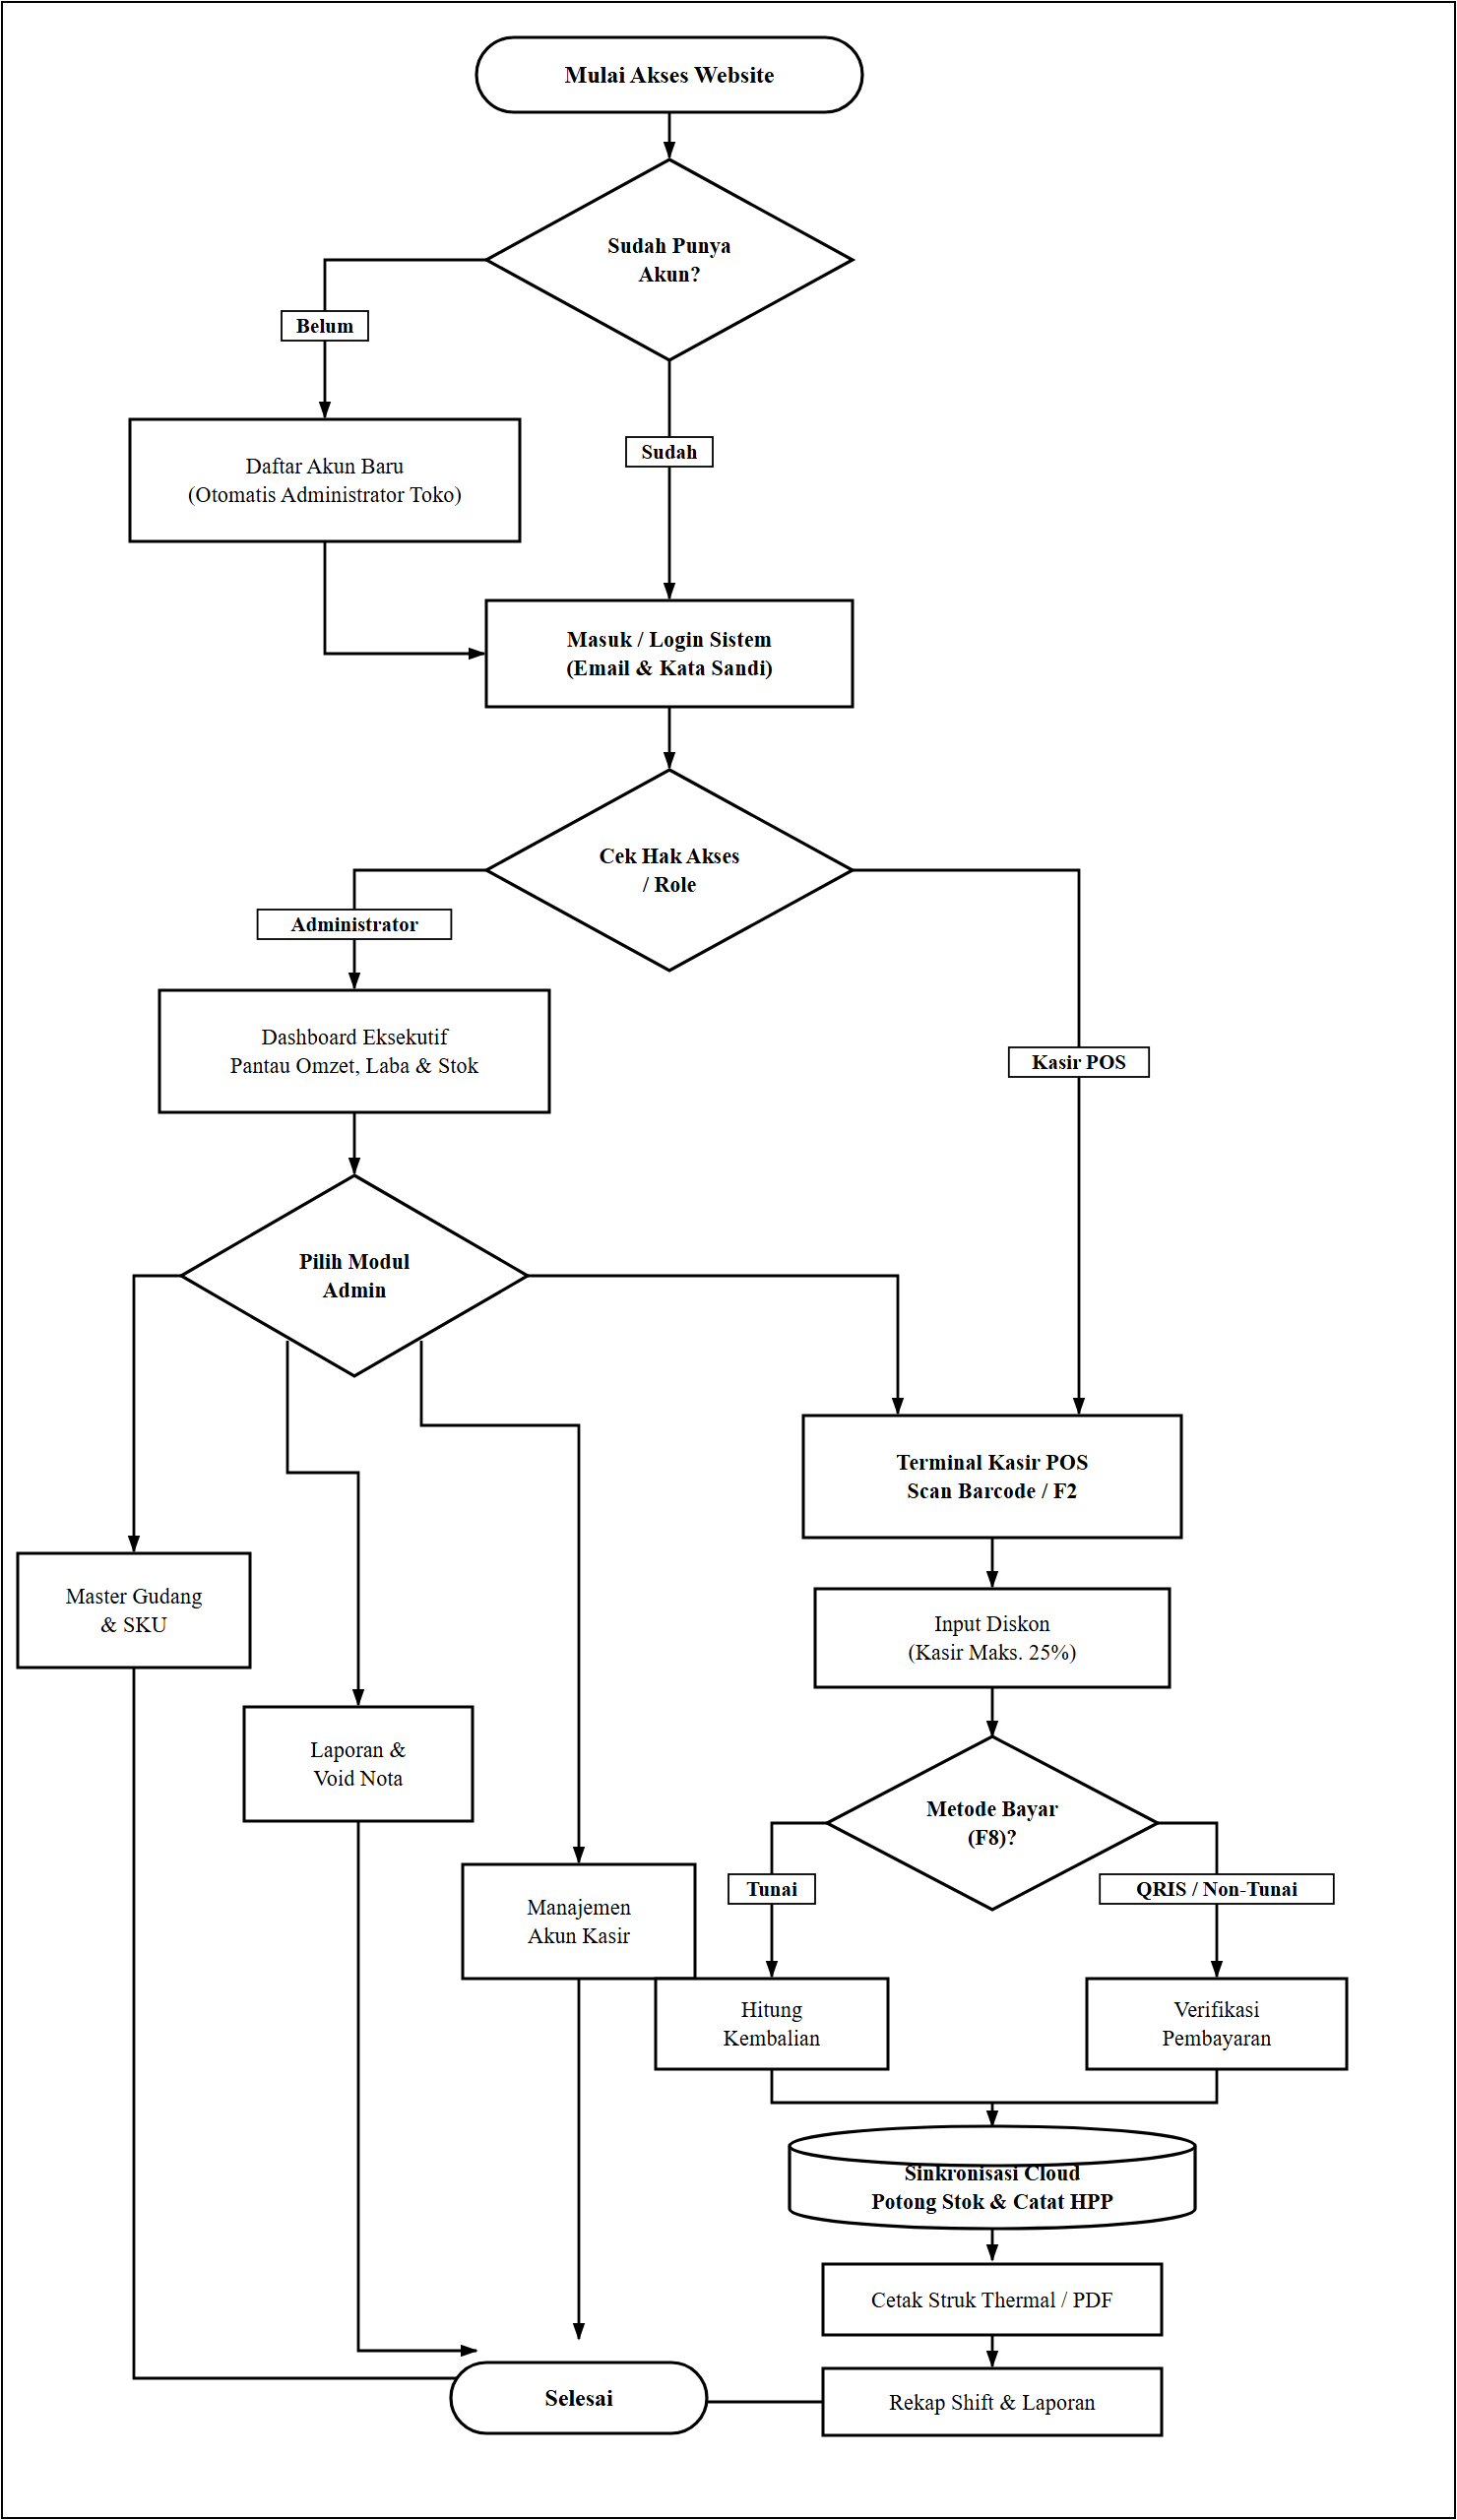 Mulai Akses Website
Sudah Punya
Akun?
Belum
Sudah
Daftar Akun Baru
(Otomatis Administrator Toko)
Masuk / Login Sistem
(Email & Kata Sandi)
Cek Hak Akses
/ Role
Administrator
Kasir POS
Dashboard Eksekutif
Pantau Omzet, Laba & Stok
Pilih Modul
Admin
Terminal Kasir POS
Scan Barcode / F2
Master Gudang
& SKU
Input Diskon
(Kasir Maks. 25%)
Laporan &
Void Nota
Metode Bayar
(F8)?
Tunai
QRIS / Non-Tunai
Manajemen
Akun Kasir
Hitung
Kembalian
Verifikasi
Pembayaran
Sinkronisasi Cloud
Potong Stok & Catat HPP
Cetak Struk Thermal / PDF
Selesai
Rekap Shift & Laporan